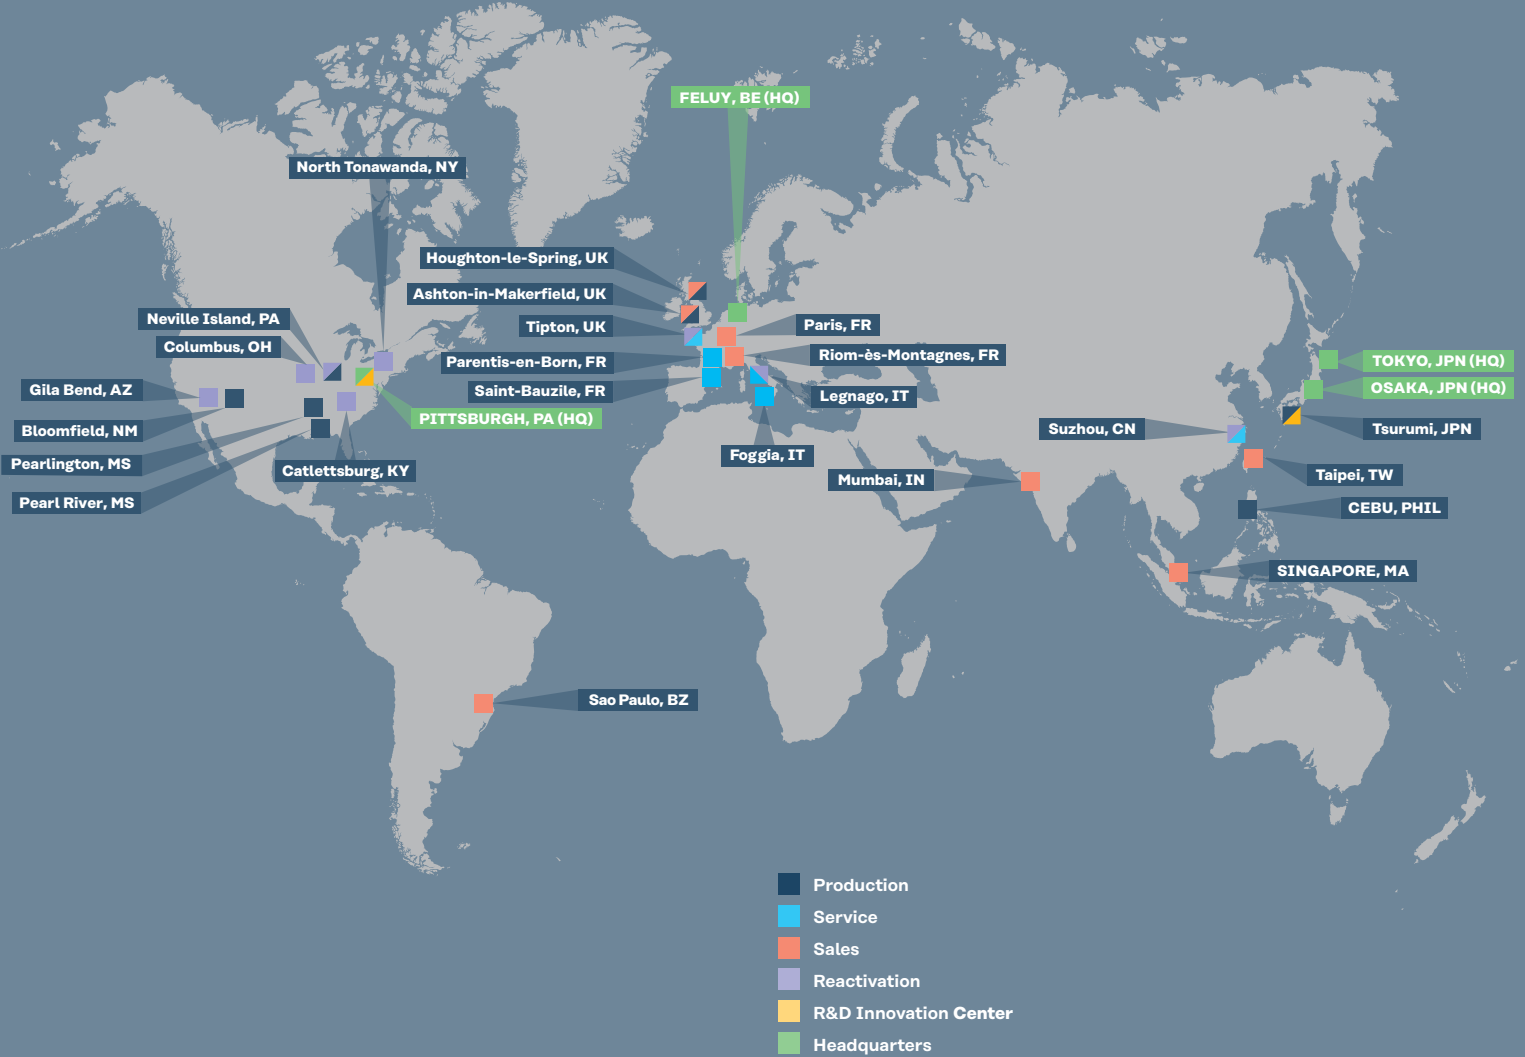 FELUY, BE (HQ)
North Tonawanda, NY
Houghton-le-Spring, UK
Ashton-in-Makerfield, UK
Neville Island, PA
Tipton, UK
Paris, FR
Columbus, OH
Parentis-en-Born, FR
Riom-ès-Montagnes, FR
TOKYO, JPN (HQ)
Gila Bend, AZ
Saint-Bauzile, FR
Legnago, IT
OSAKA, JPN (HQ)
PITTSBURGH, PA (HQ)
Bloomfield, NM
Suzhou, CN
Tsurumi, JPN
Foggia, IT
Pearlington, MS
Catlettsburg, KY
Mumbai, IN
Taipei, TW
Pearl River, MS
CEBU, PHIL
SINGAPORE, MA
Sao Paulo, BZ
Production
Service
Sales
Reactivation
R&D Innovation Center
Headquarters